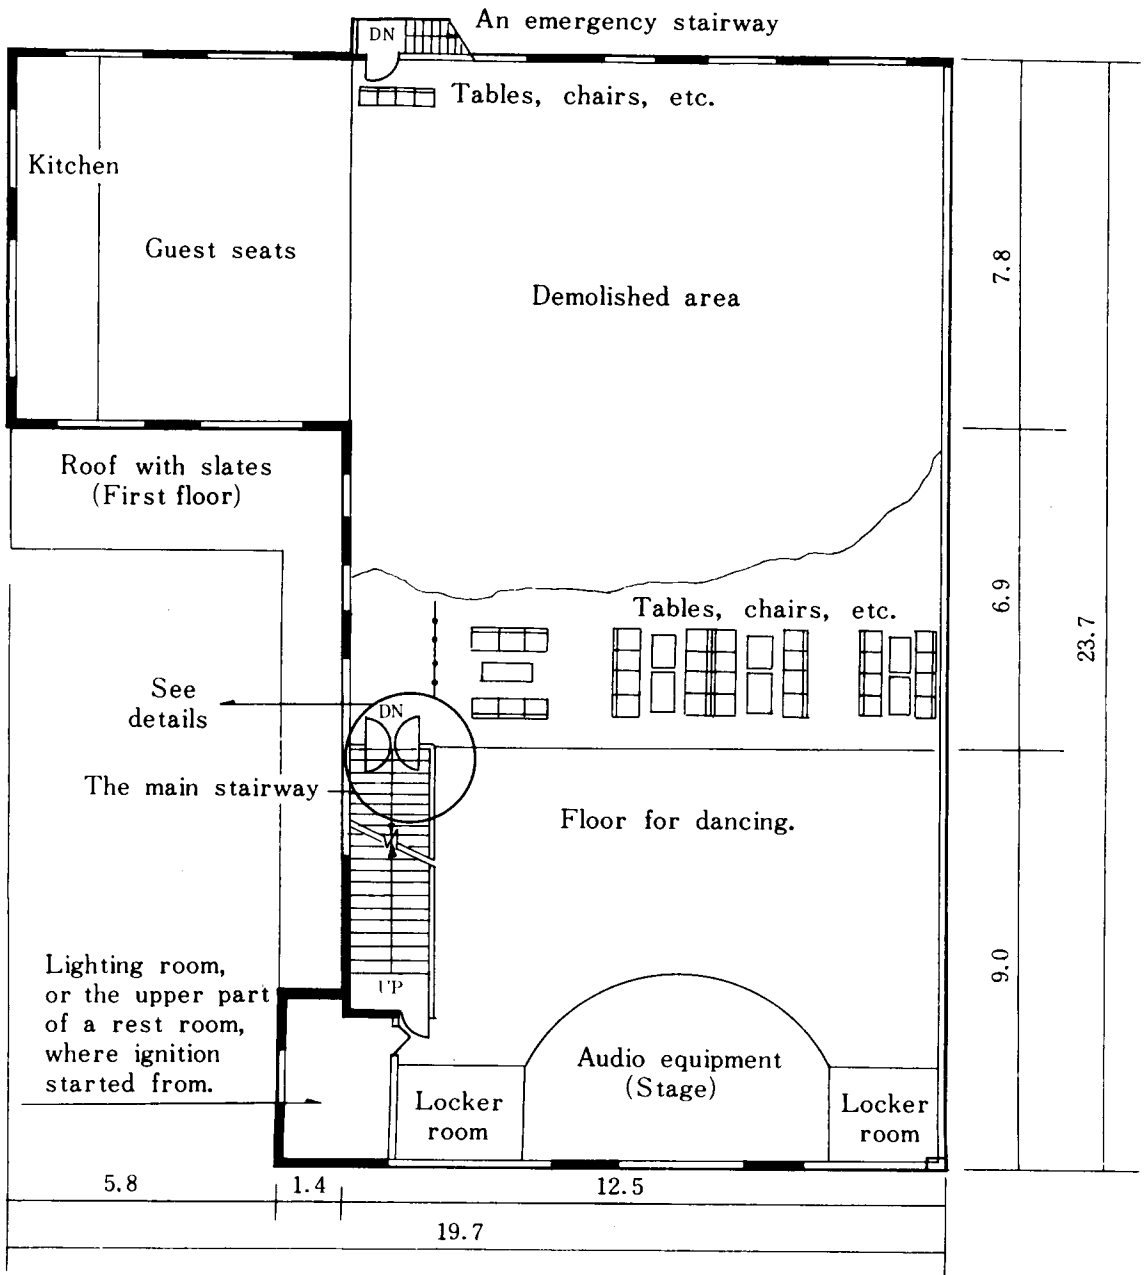 An emergency stairway
DN
Tables, chairs, etc.
Kitchen
Guest seats
Demolished area
7.8
Roof with slates
(First floor)
Tables, chairs, etc.
6.9
23.7
See
details
DN
The main stairway
Floor for dancing.
Lighting room,
or the upper part
of a rest room,
where ignition
started from.
UP
9.0
Audio equipment
(Stage)
Locker
room
Locker
room
5.8
1.4
12.5
19.7